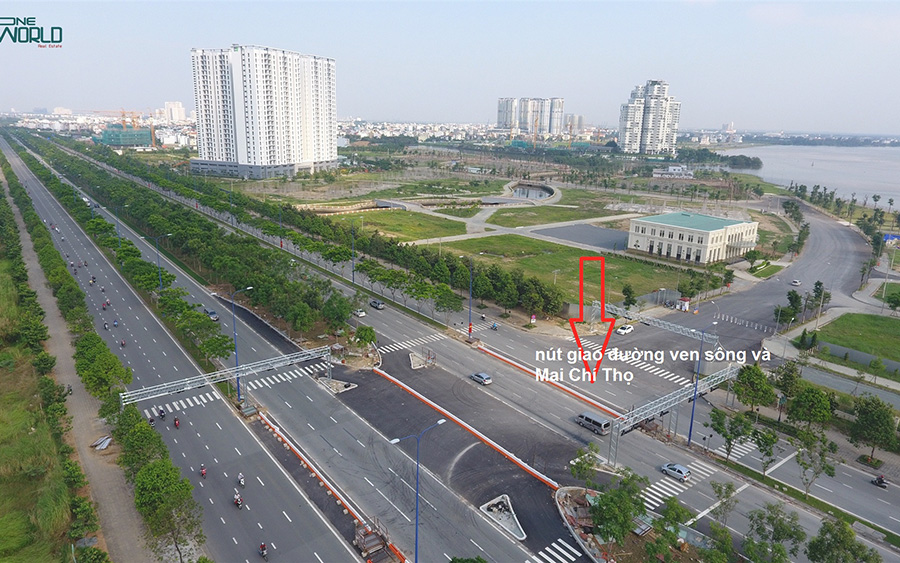 ONE
WORLD
Real Estate
nút giao đường ven sông và
Mai Chí Thọ